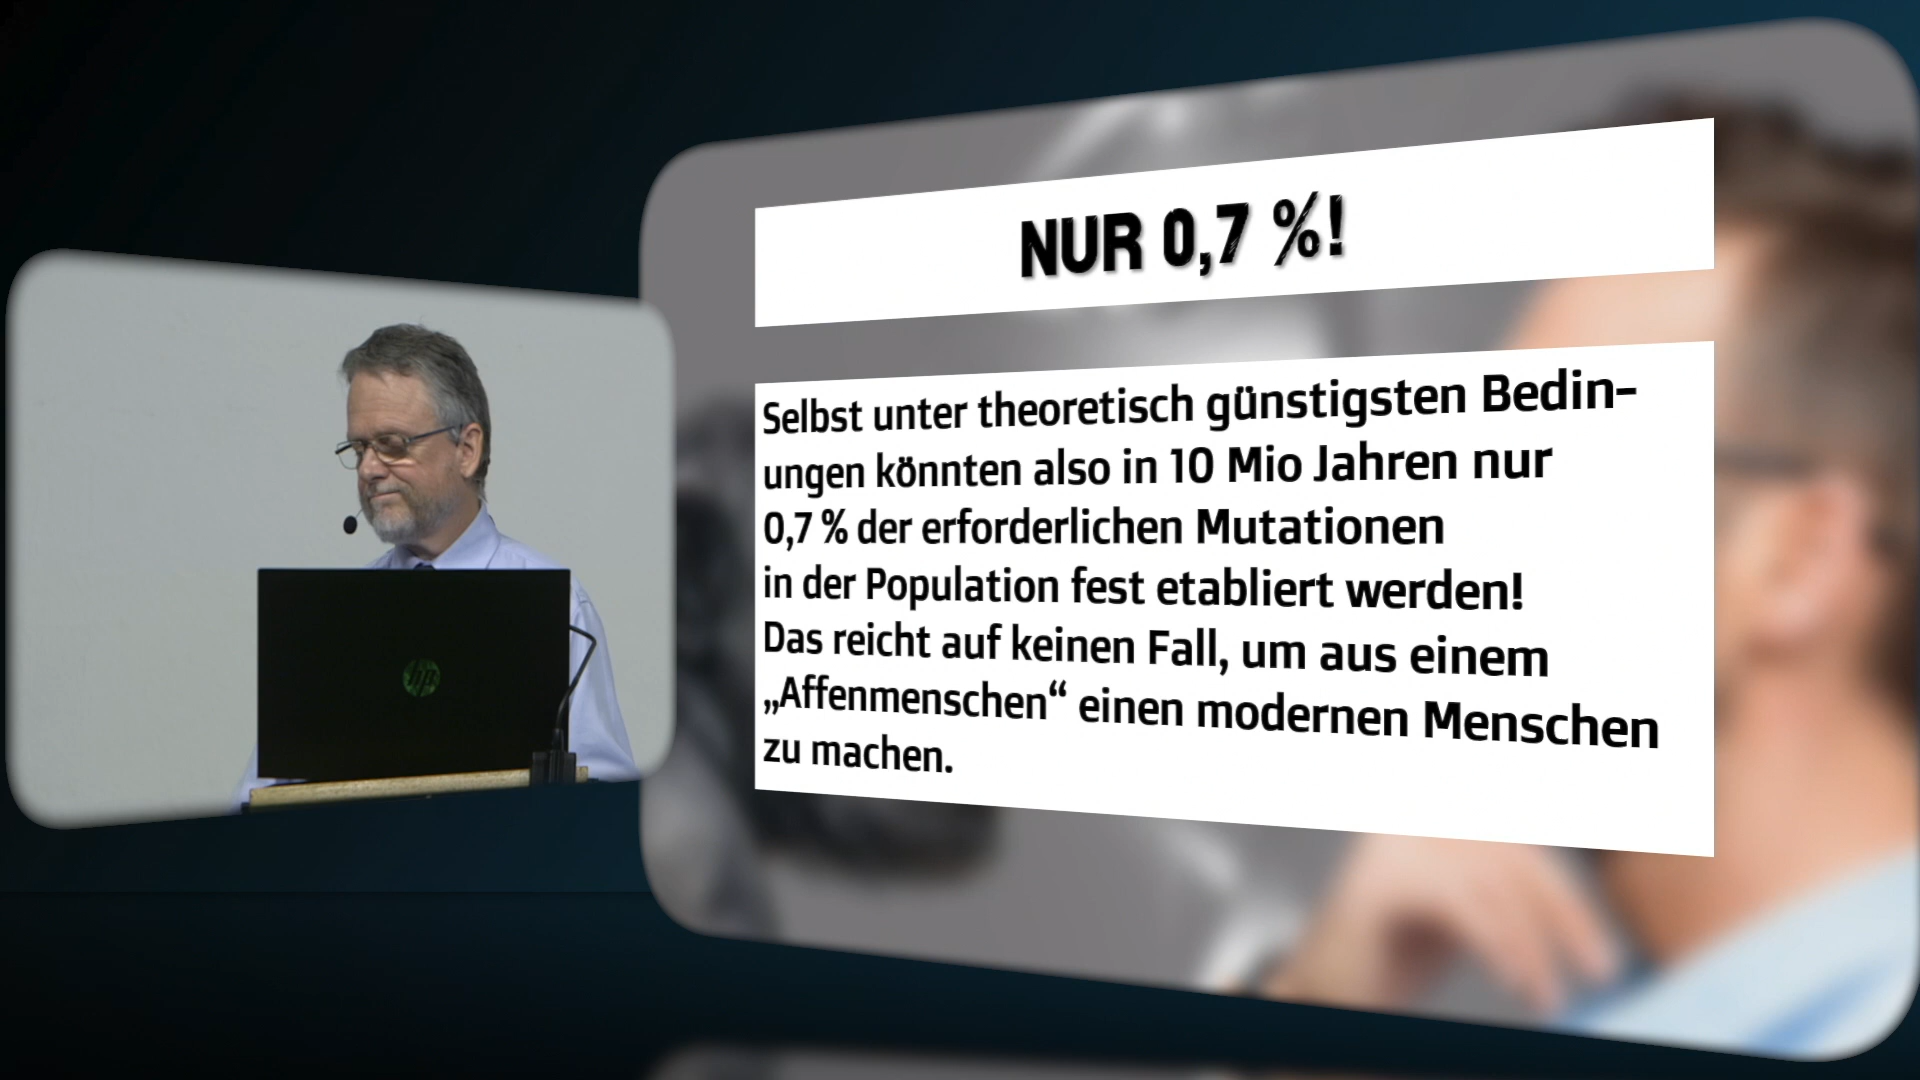 NUR 0,7 %!
Selbst unter theoretisch günstigsten Bedin-
ungen könnten also in 10 Mio Jahren nur
0,7 % der erforderlichen Mutationen
in der Population fest etabliert werden!
Das reicht auf keinen Fall, um aus einem
„Affenmenschen“ einen modernen Menschen
zu machen.
hp